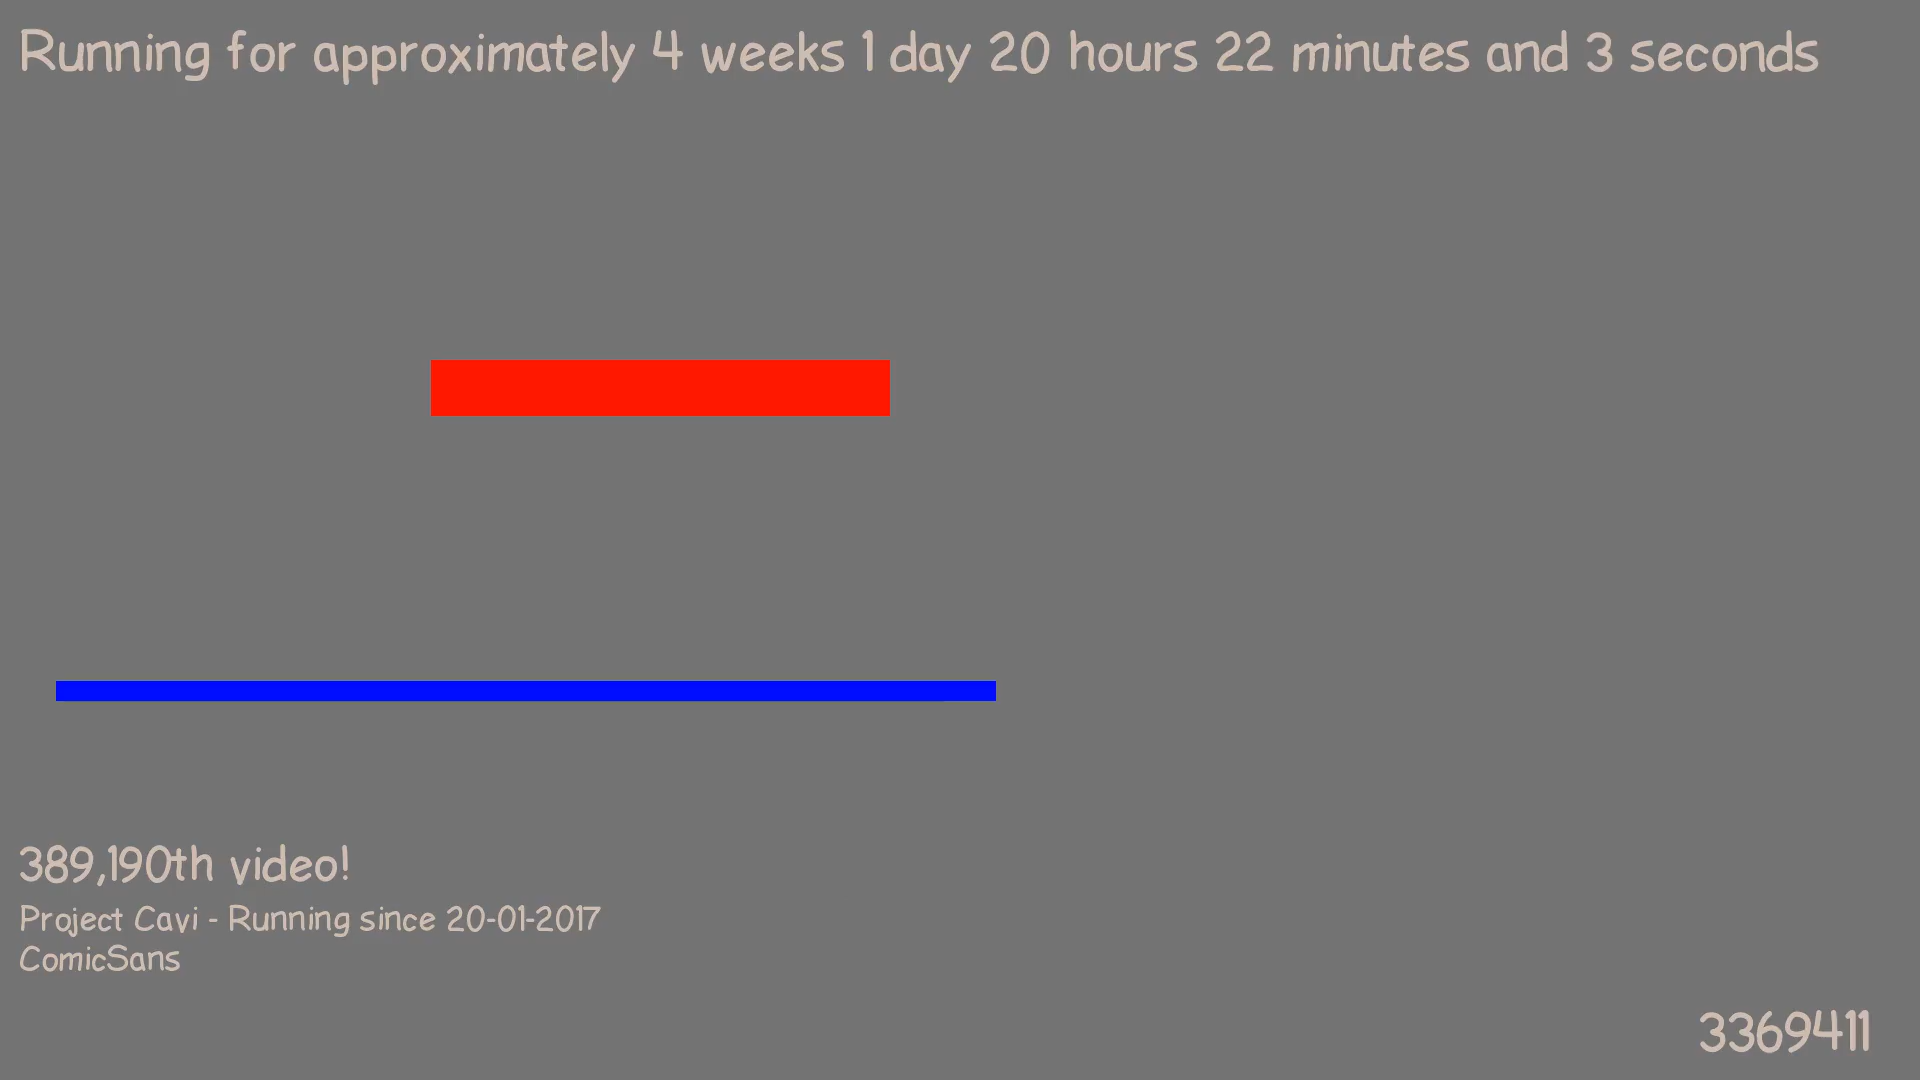 Running for approximately 4 weeks 1 day 20 hours 22 minutes and 3 seconds
389,190th video!
Project Cavi - Running since 20-01-2017
ComicSans
3369411